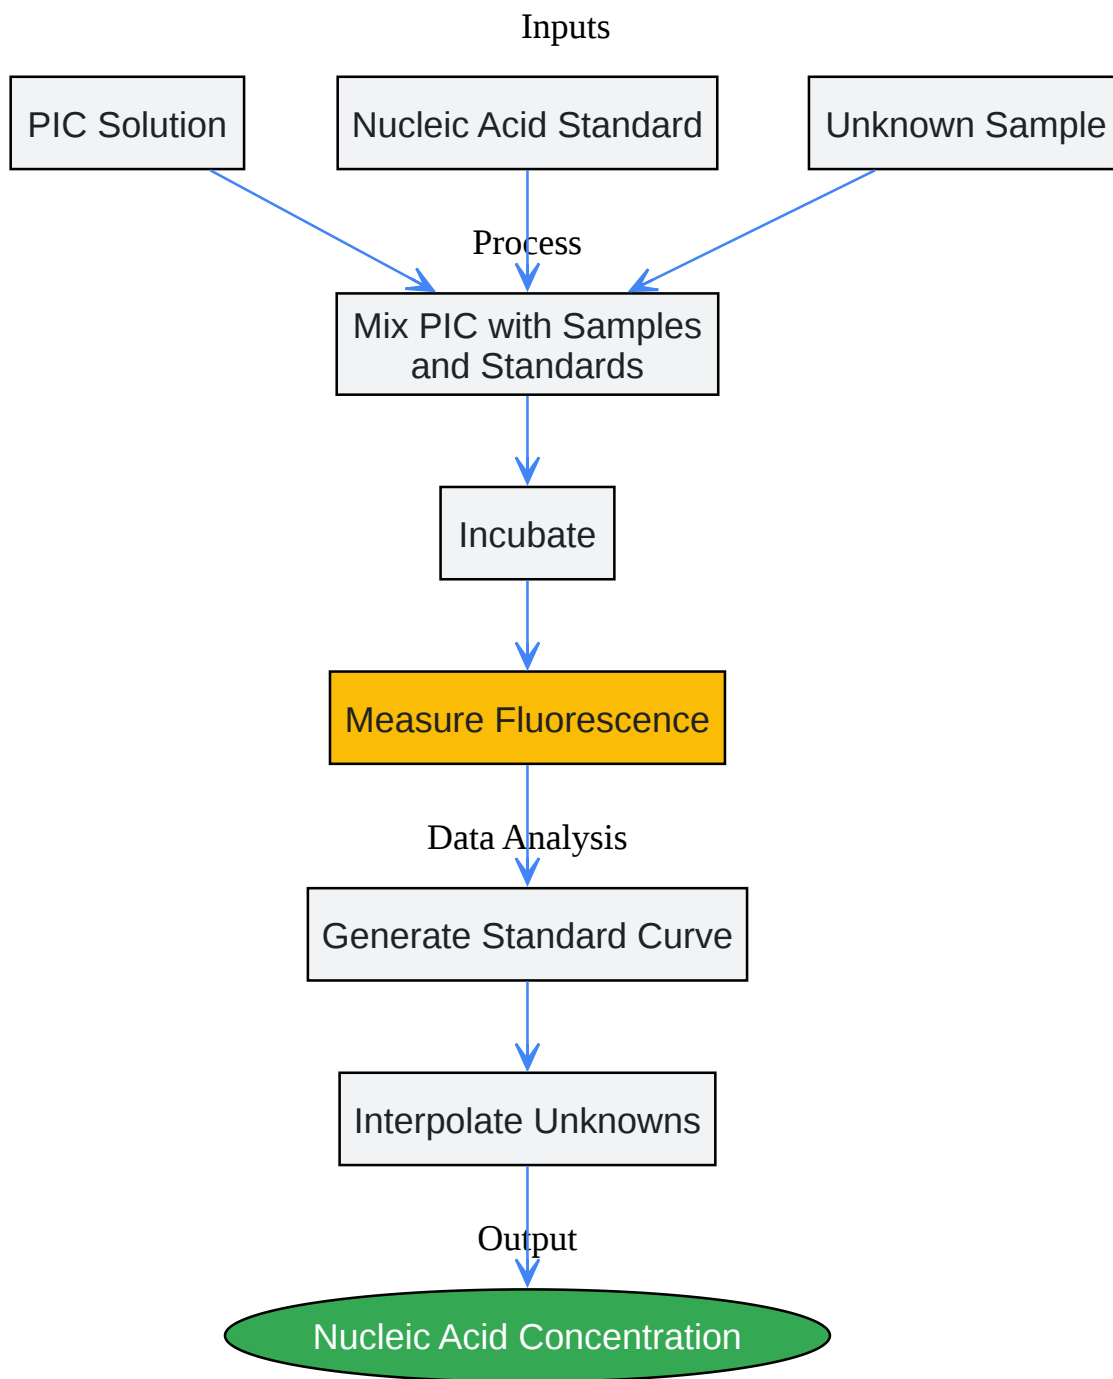 Inputs
PIC Solution
Nucleic Acid Standard
Unknown Sample
Process
Mix PIC with Samples
and Standards
Incubate
Measure Fluorescence
Data Analysis
Generate Standard Curve
Interpolate Unknowns
Output
Nucleic Acid Concentration